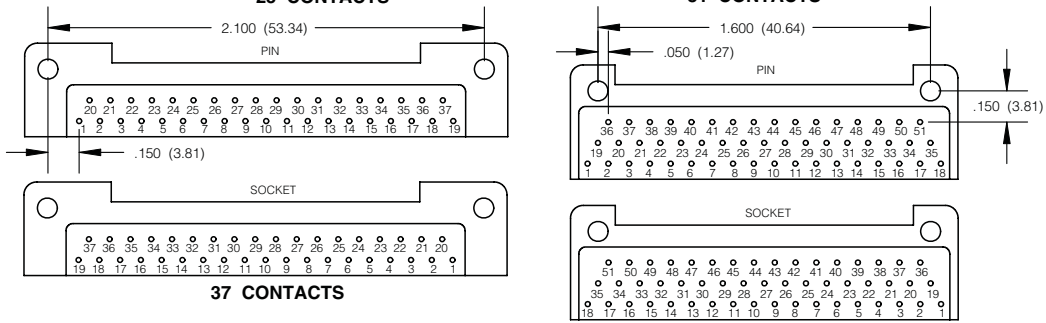 2.100 (53.34)
PIN
20 21 22 23 24 25 26 27 28 29 30 31 32 33 34 35 36 37
1 2 3 4 5 6 7 8 9 10 11 12 13 14 15 16 17 18 19
.150 (3.81)
SOCKET
37 36 35 34 33 32 31 30 29 28 27 26 25 24 23 22 21 20
19 18 17 16 15 14 13 12 11 10 9 8 7 6 5 4 3 2 1
37 CONTACTS
1.600 (40.64)
.050 (1.27)
PIN
.150 (3.81)
36 37 38 39 40 41 42 43 44 45 46 47 48 49 50 51
19 20 21 22 23 24 25 26 27 28 29 30 31 32 33 34 35
1 2 3 4 5 6 7 8 9 10 11 12 13 14 15 16 17 18
SOCKET
51 50 49 48 47 46 45 44 43 42 41 40 39 38 37 36
35 34 33 32 31 30 29 28 27 26 25 24 23 22 21 20 19
18 17 16 15 14 13 12 11 10 9 8 7 6 5 4 3 2 1